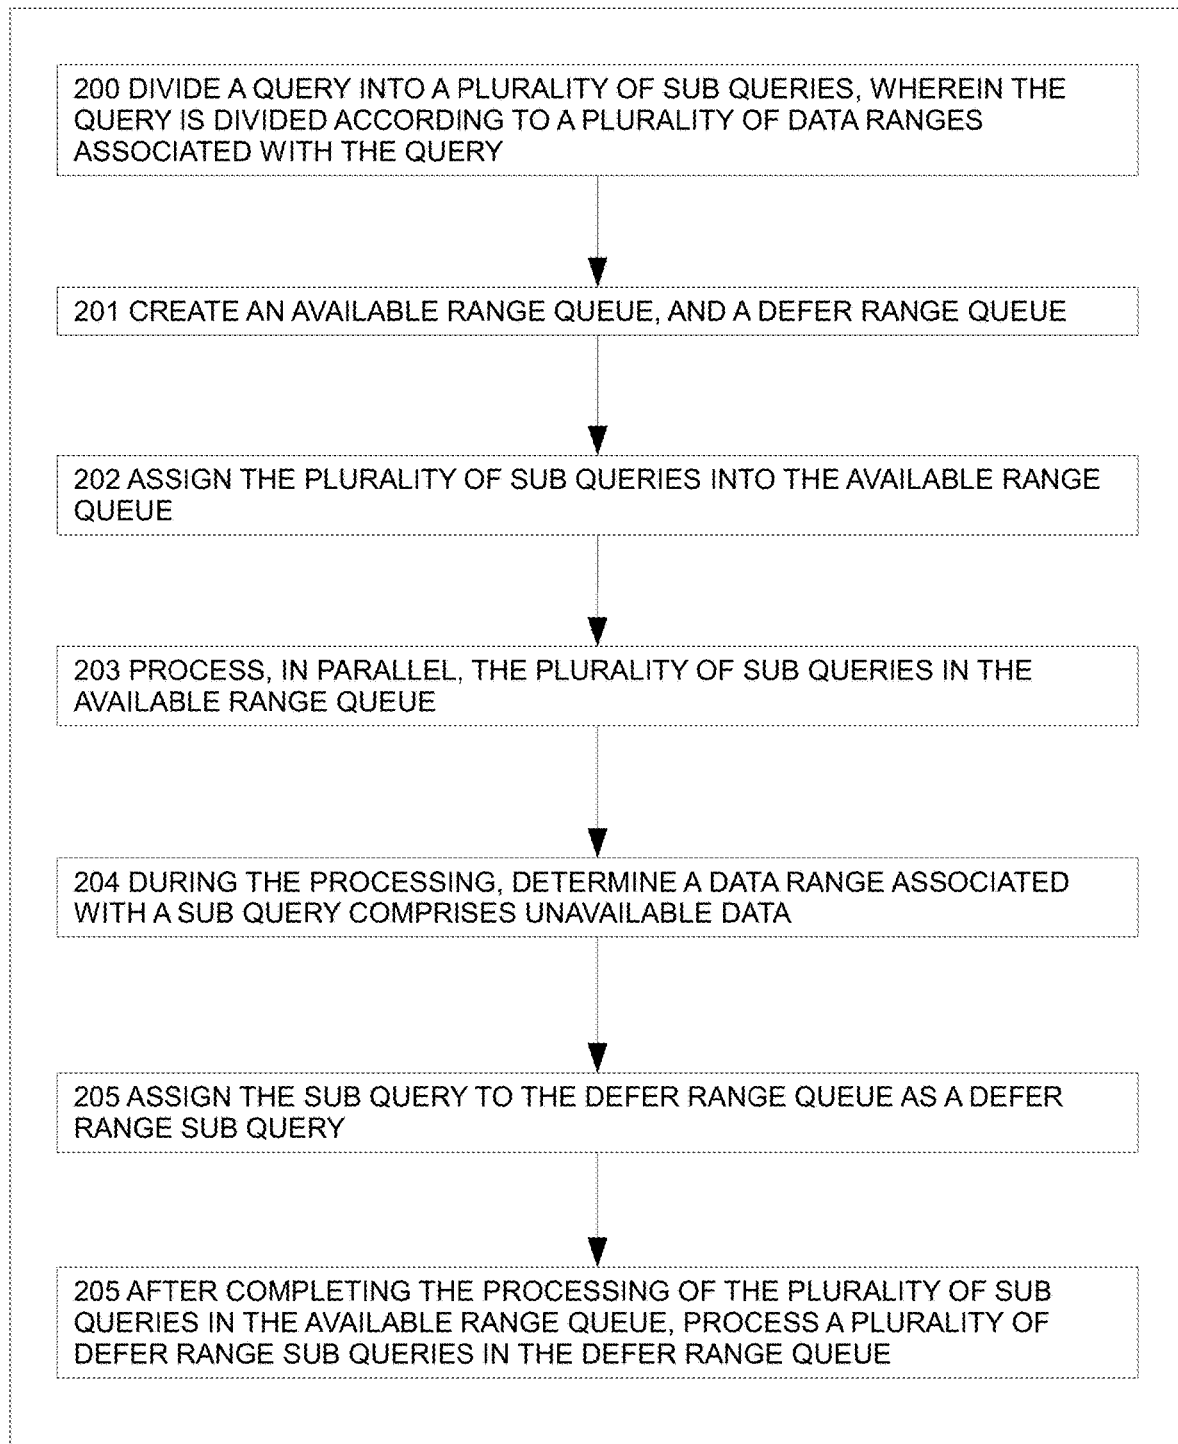 200 DIVIDE A QUERY INTO A PLURALITY OF SUB QUERIES, WHEREIN THE
QUERY IS DIVIDED ACCORDING TO A PLURALITY OF DATA RANGES
ASSOCIATED WITH THE QUERY
201 CREATE AN AVAILABLE RANGE QUEUE, AND A DEFER RANGE QUEUE
202 ASSIGN THE PLURALITY OF SUB QUERIES INTO THE AVAILABLE RANGE
QUEUE
203 PROCESS, IN PARALLEL, THE PLURALITY OF SUB QUERIES IN THE
AVAILABLE RANGE QUEUE
204 DURING THE PROCESSING, DETERMINE A DATA RANGE ASSOCIATED
WITH A SUB QUERY COMPRISES UNAVAILABLE DATA
205 ASSIGN THE SUB QUERY TO THE DEFER RANGE QUEUE AS A DEFER
RANGE SUB QUERY
205 AFTER COMPLETING THE PROCESSING OF THE PLURALITY OF SUB
QUERIES IN THE AVAILABLE RANGE QUEUE, PROCESS A PLURALITY OF
DEFER RANGE SUB QUERIES IN THE DEFER RANGE QUEUE